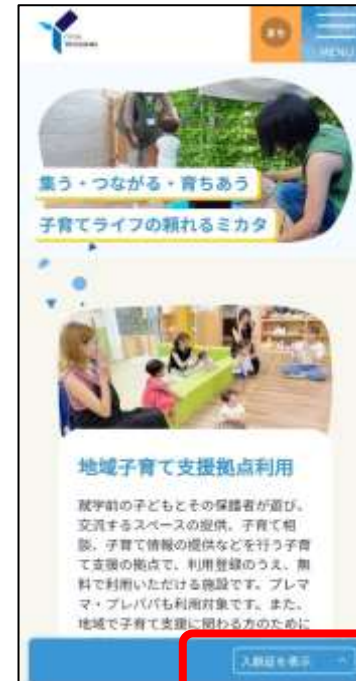 MENU
集う・つながる・育ちあう
子育てライフの頼れるミカタ
地域子育て支援拠点利用
就学前の子どもとその保護者が遊び、
交流するスペースの提供、子育て相
談、子育て情報の提供などを行う子育
て支援の拠点で、利用登録のうえ、無
料で利用いただける施設です。プレマ
マ・プレパパも利用対象です。また、
地域で子育て支援に関わる方のために
入館証を表示